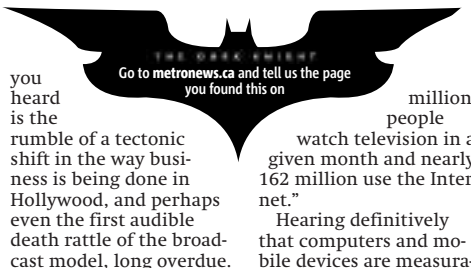 THE DARK KNIGHT
Go to metronews.ca and tell us the page
you found this on
you
heard
is the
rumble of a tectonic
shift in the way busi-
ness is being done in
Hollywood, and perhaps
even the first audible
death rattle of the broad-
cast model, long overdue.
million
people
watch television in a
given month and nearly
162 million use the Inter
net.”
Hearing definitively
that computers and mo-
bile devices are measura-